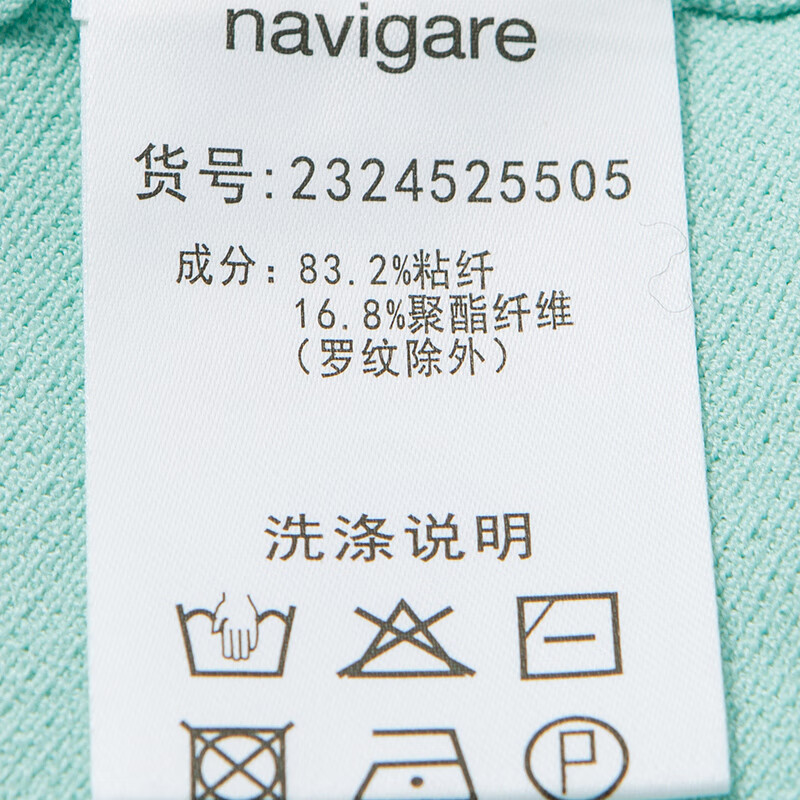 navigare
货号:2324525505
成分：83.2%粘纤
16.8%聚酯纤维
（罗纹除外）
洗涤说明
P